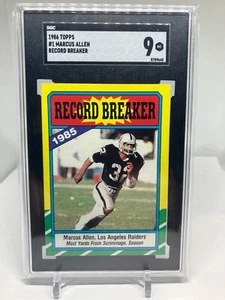 SGC
1986 TOPPS
#1 MARCUS ALLEN
RECORD BREAKER
9
RECORD BREAKER
1985
32
Marcus Allen, Los Angeles Raiders
Most Yards From Scrimmage, Season